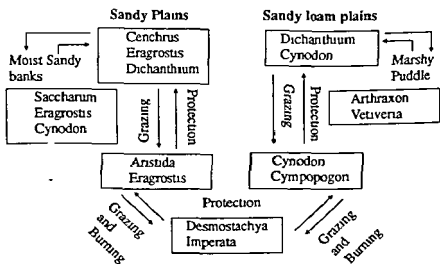 Sandy Plains
Sandy loam plains
Cenchrus
Eragrostis
Dichanthium
Dichanthium
Cynodon
Moist Sandy
banks
Marshy
Puddle
Saccharum
Eragrostis
Cynodon
Grazing
Protection
Grazing
Protection
Arthraxon
Vetiveria
Aristida
Eragrostis
Cynodon
Cympopogon
Protection
Grazing
and
Burning
Desmostachya
Imperata
Grazing
and
Burning